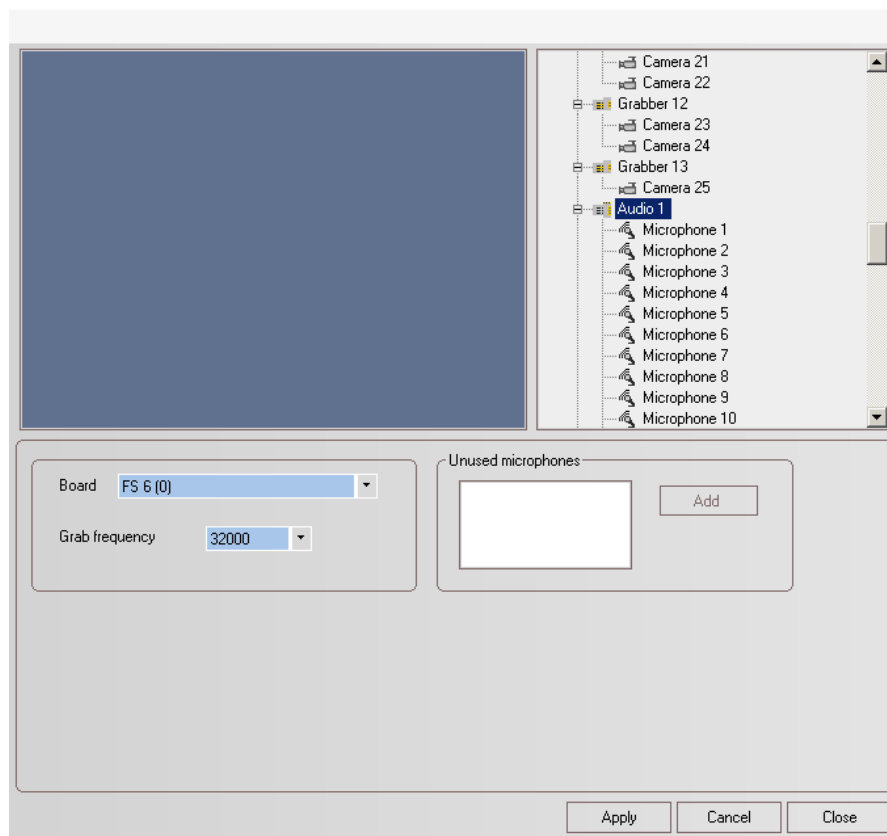 Camera 21
Camera 22
Grabber 12
Camera 23
Camera 24
Grabber 13
Camera 25
Audio 1
Microphone 1
Microphone 2
Microphone 3
Microphone 4
Microphone 5
Microphone 6
Microphone 7
Microphone 8
Microphone 9
Microphone 10
Board FS 6 (0)
Grab frequency 32000
Unused microphones
Add
Apply Cancel Close